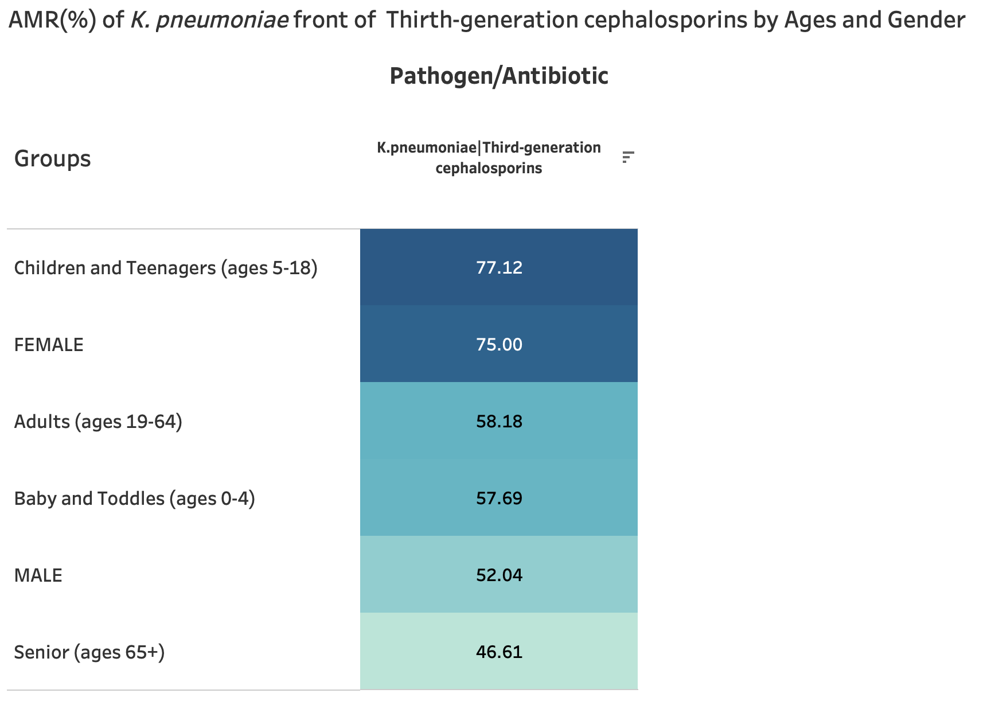 AMR(%) of K. pneumoniae front of Thirth-generation cephalosporins by Ages and Gender
Pathogen/Antibiotic
Groups
K.pneumoniae|Third-generation
cephalosporins
Children and Teenagers (ages 5-18) 77.12
FEMALE 75.00
Adults (ages 19-64) 58.18
Baby and Toddles (ages 0-4) 57.69
MALE 52.04
Senior (ages 65+) 46.61